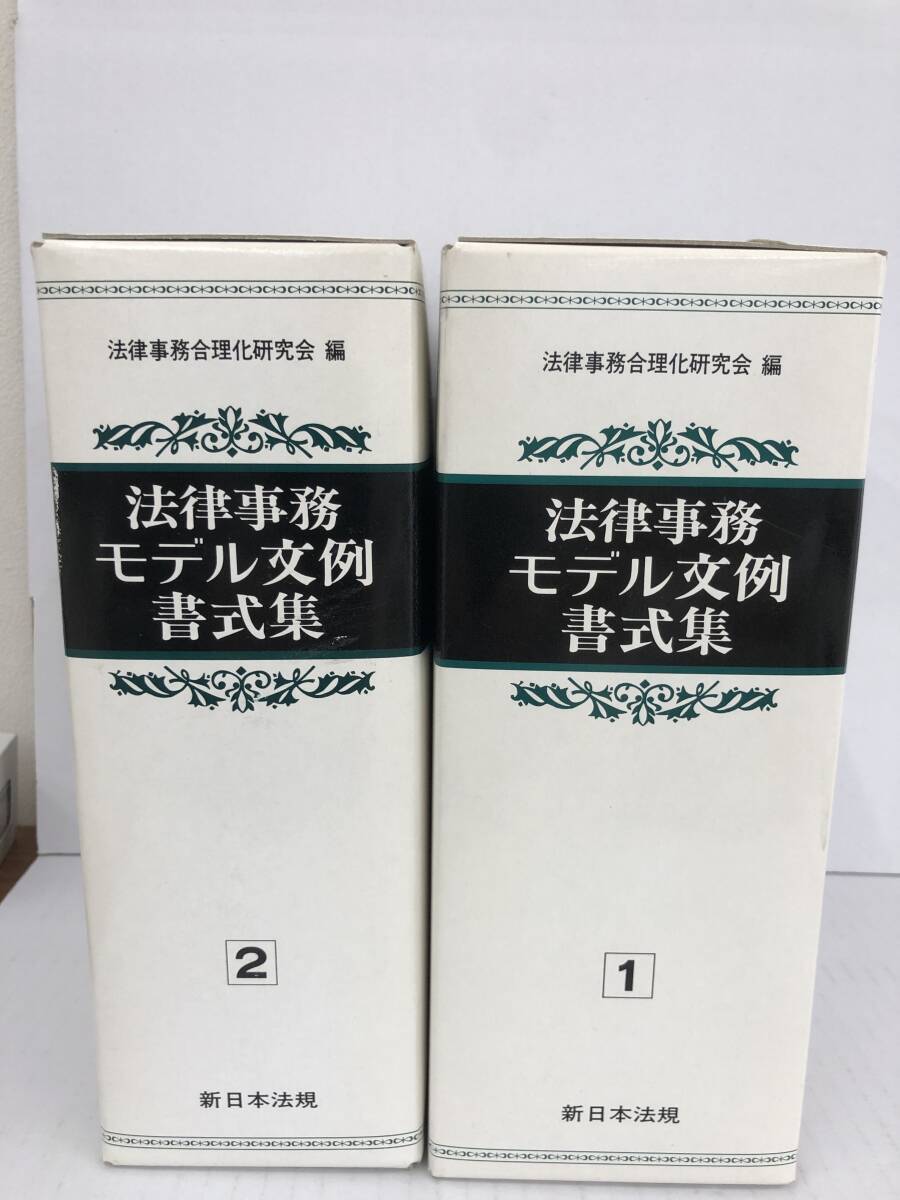 法律事務合理化研究会 編
法律事務
モデル文例
書式集
2
新日本法規
法律事務合理化研究会 編
法律事務
モデル文例
書式集
1
新日本法規